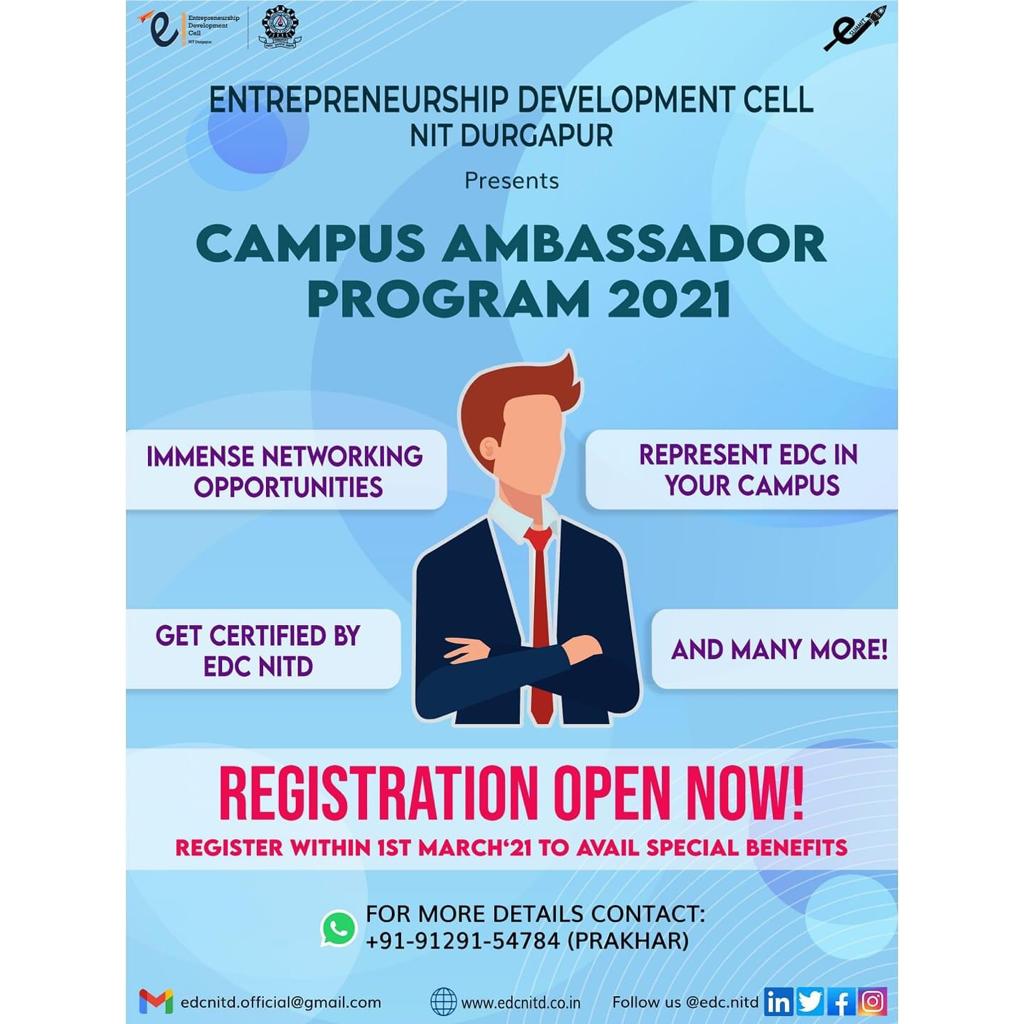 Entrepreneurship
Development
Cell
NIT Durgapur
e
SUMMIT
ENTREPRENEURSHIP DEVELOPMENT CELL
NIT DURGAPUR
Presents
CAMPUS AMBASSADOR
PROGRAM 2021
IMMENSE NETWORKING
OPPORTUNITIES
REPRESENT EDC IN
YOUR CAMPUS
GET CERTIFIED BY
EDC NITD
AND MANY MORE!
REGISTRATION OPEN NOW!
REGISTER WITHIN 1ST MARCH‘21 TO AVAIL SPECIAL BENEFITS
FOR MORE DETAILS CONTACT:
+91-91291-54784 (PRAKHAR)
edcnitd.official@gmail.com
www.edcnitd.co.in
Follow us @edc.nitd